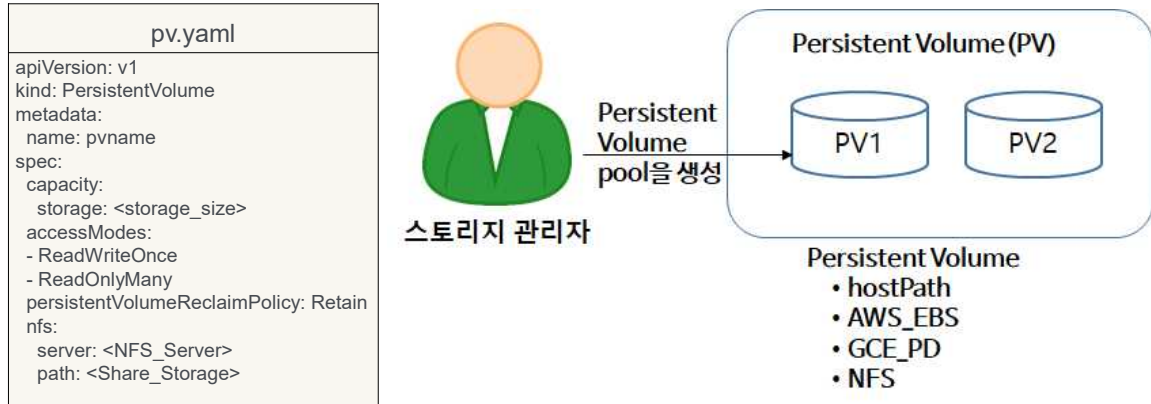 pv.yaml
apiVersion: v1
kind: PersistentVolume
metadata:
  name: pvname
spec:
  capacity:
    storage: <storage_size>
  accessModes:
  - ReadWriteOnce
  - ReadOnlyMany
  persistentVolumeReclaimPolicy: Retain
  nfs:
    server: <NFS_Server>
    path: <Share_Storage>
스토리지 관리자
Persistent
Volume
pool을 생성
Persistent Volume(PV)
PV1
PV2
Persistent Volume
• hostPath
• AWS_EBS
• GCE_PD
• NFS